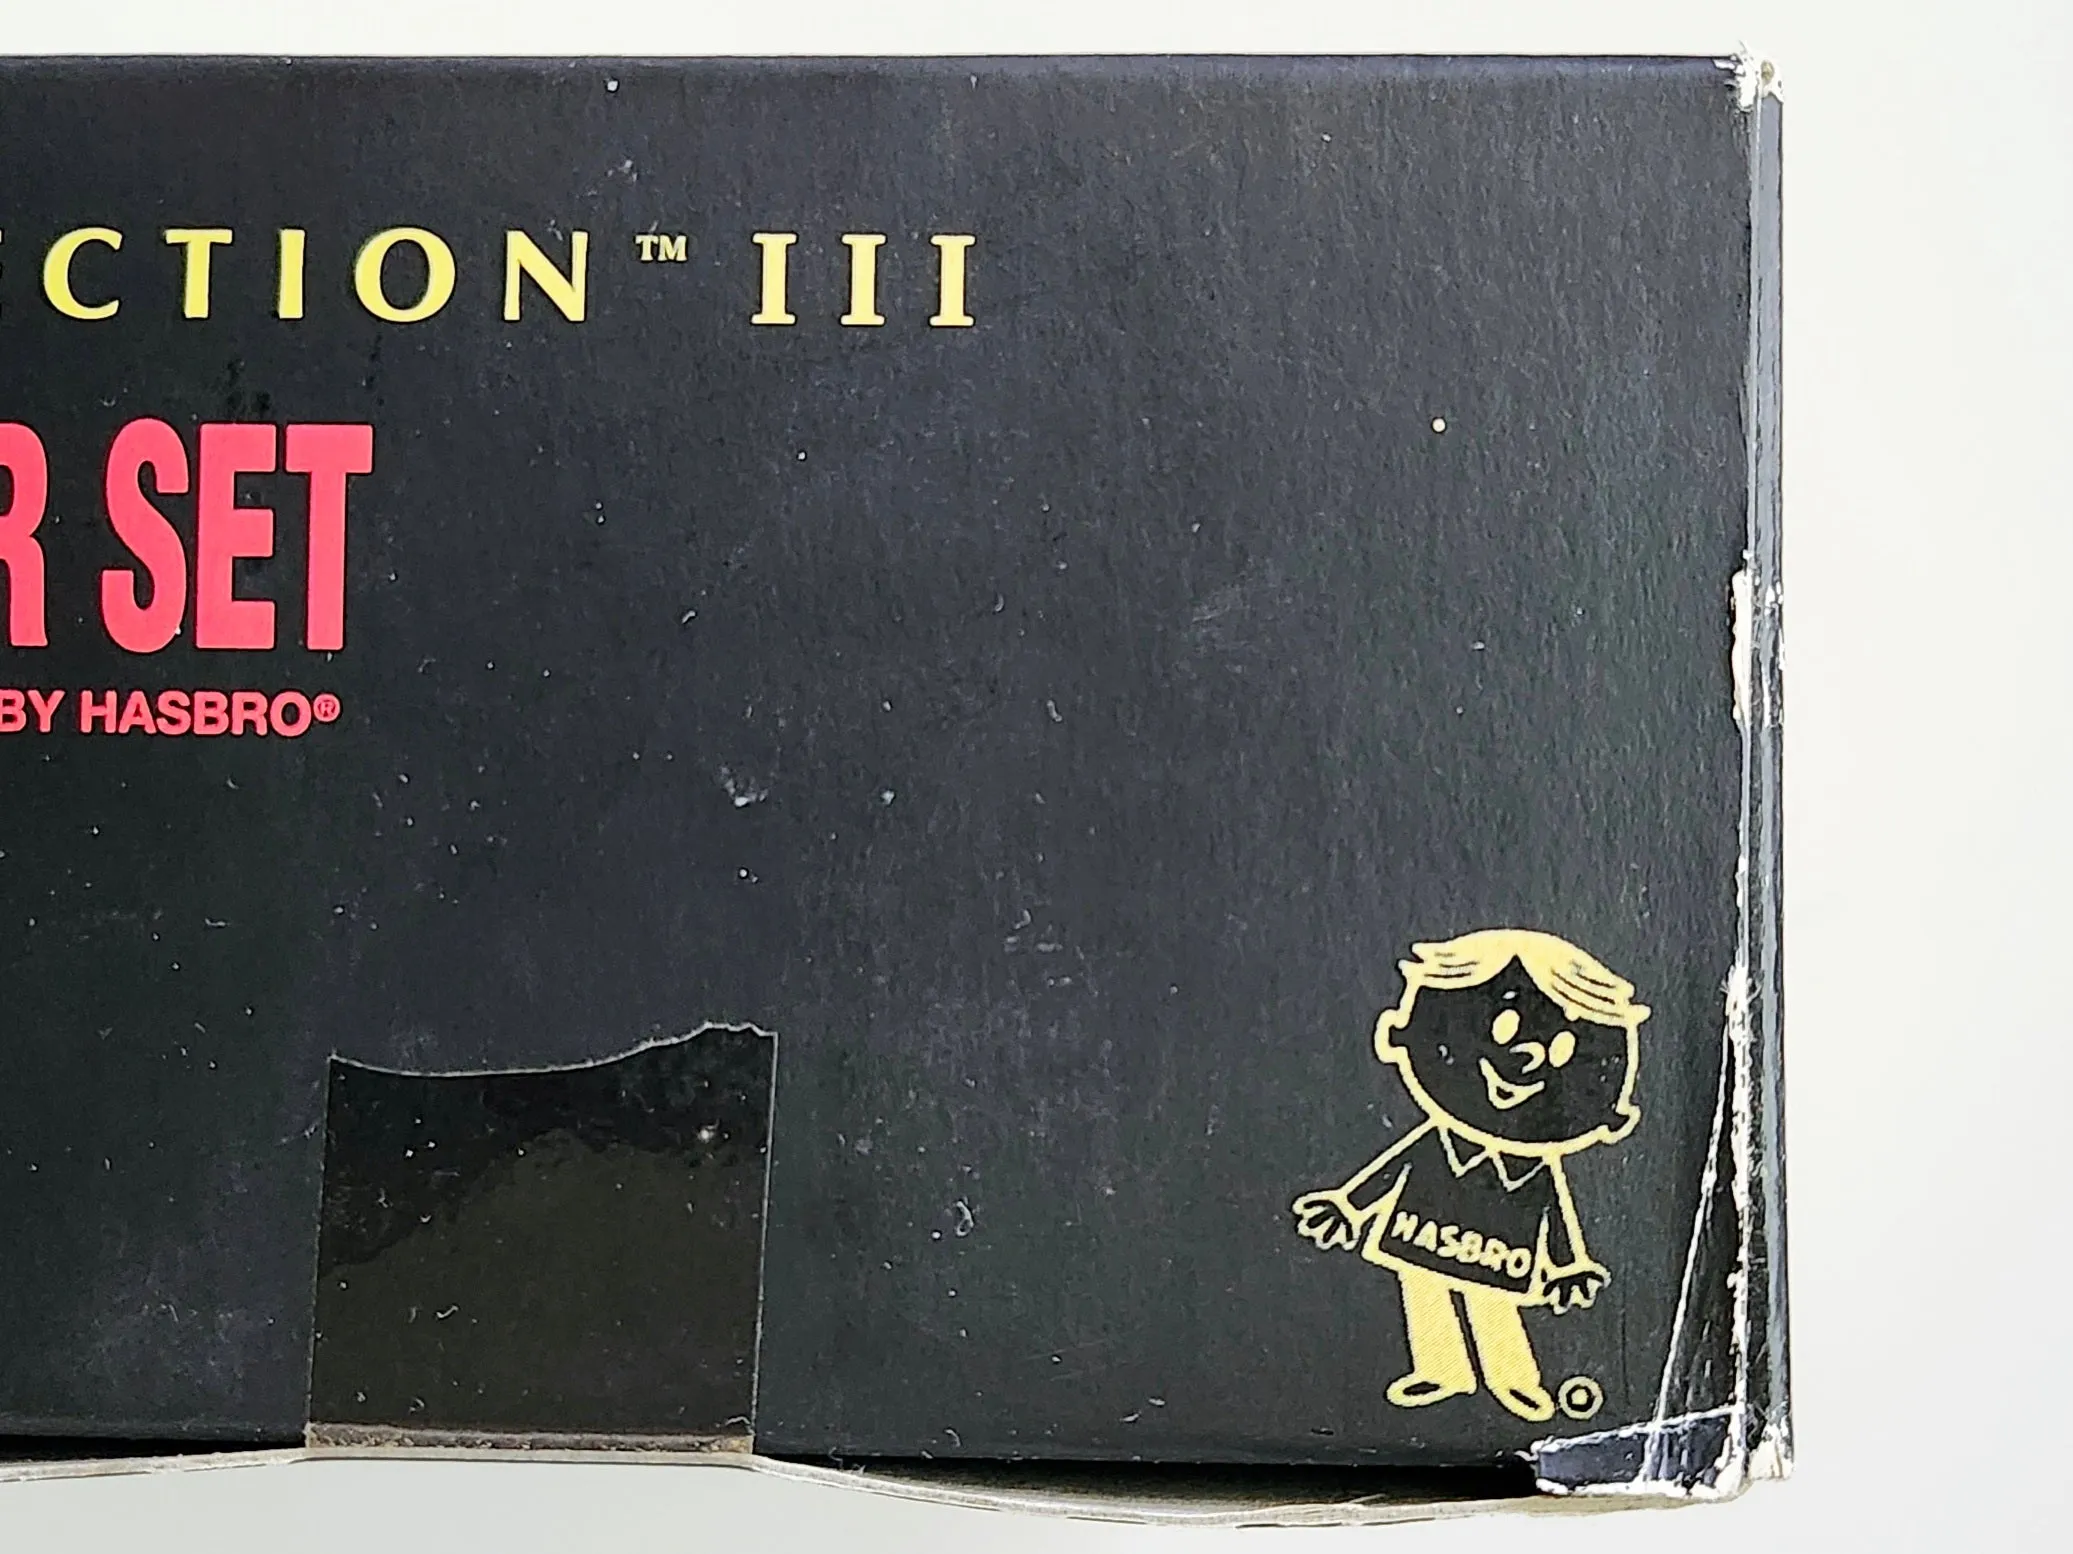 ECTION™ III
R SET
BY HASBRO®
HASBRO